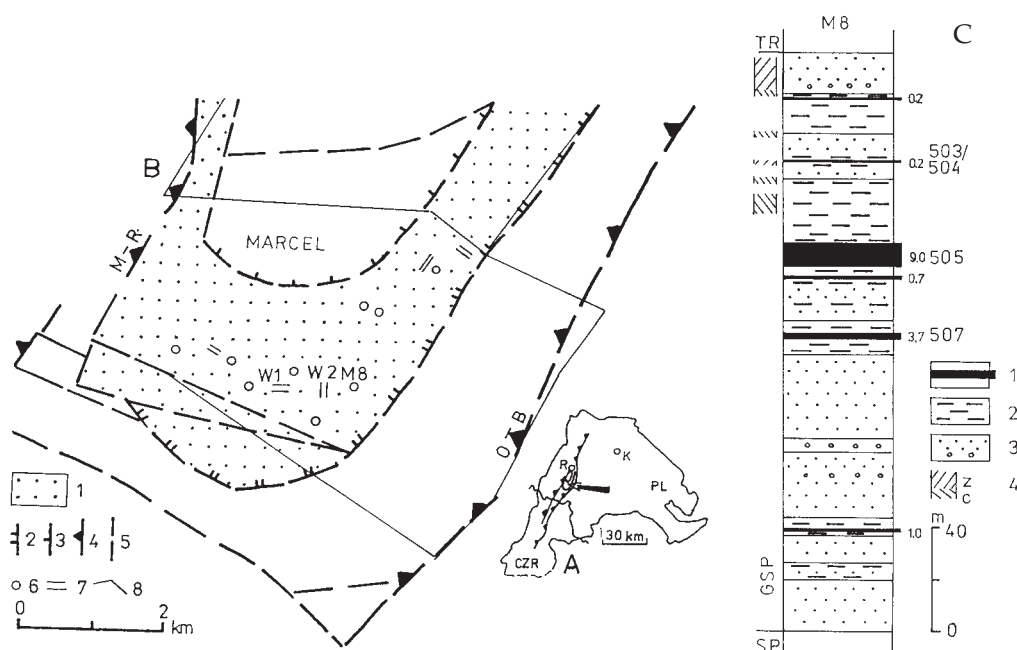 M8
C
TR
0.2
503/
0.2 504
9.0 505
0.7
3.7 507
1.0
GSP
SP
1
2
3
Z
C 4
m
40
0
B
M-R
MARCEL
W1 W2 M8
O-B
1
2 3 4 5
6 7 8
0 2
km
R
K
PL
30 km
CZR
A